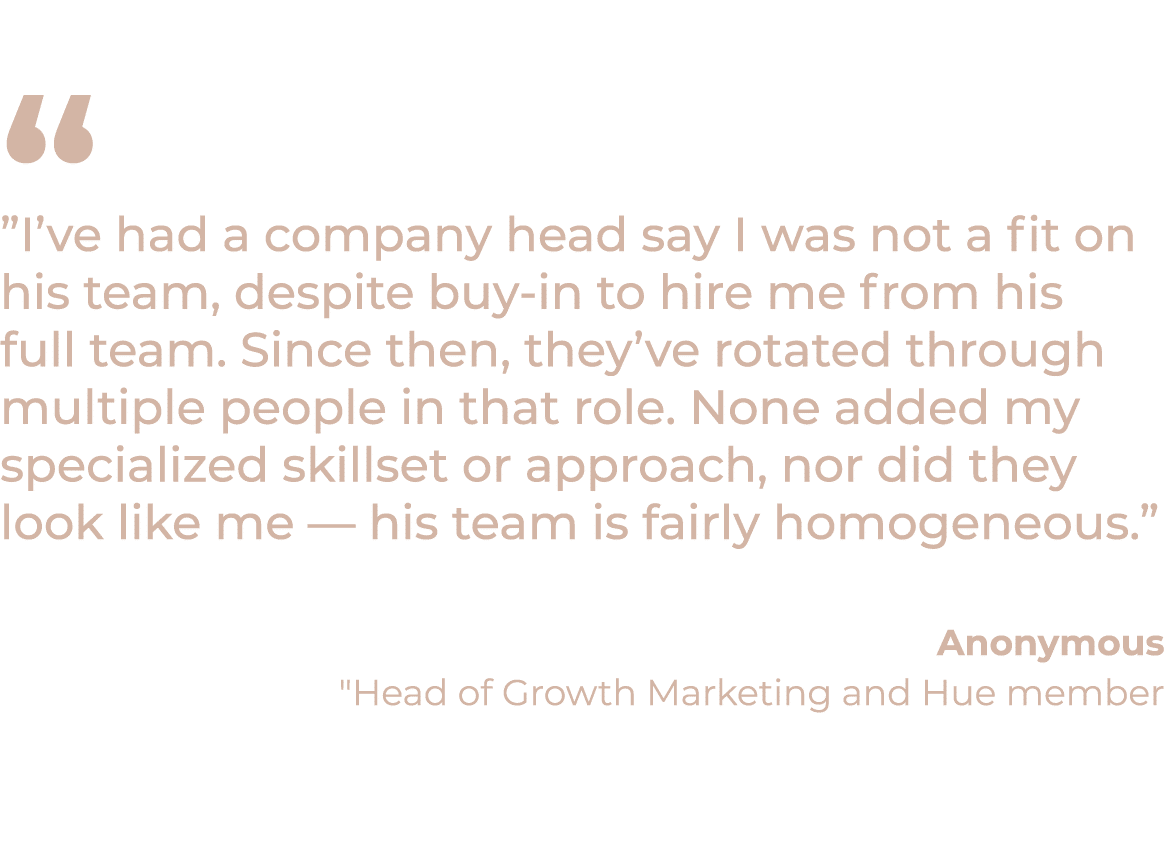 “
”I’ve had a company head say I was not a fit on
his team, despite buy-in to hire me from his
full team. Since then, they’ve rotated through
multiple people in that role. None added my
specialized skillset or approach, nor did they
look like me — his team is fairly homogeneous.”
Anonymous
"Head of Growth Marketing and Hue member